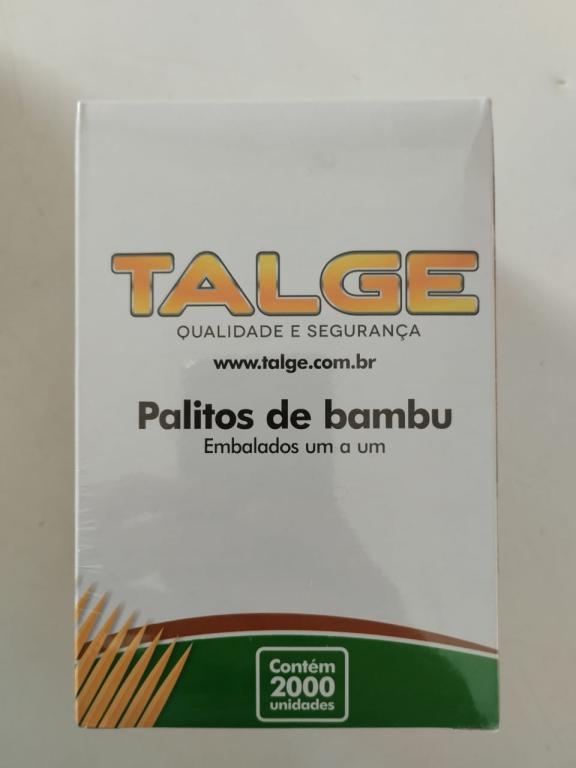 TALGE
QUALIDADE E SEGURANÇA
www.talge.com.br
Palitos de bambu
Embalados um a um
Contém
2000
unidades